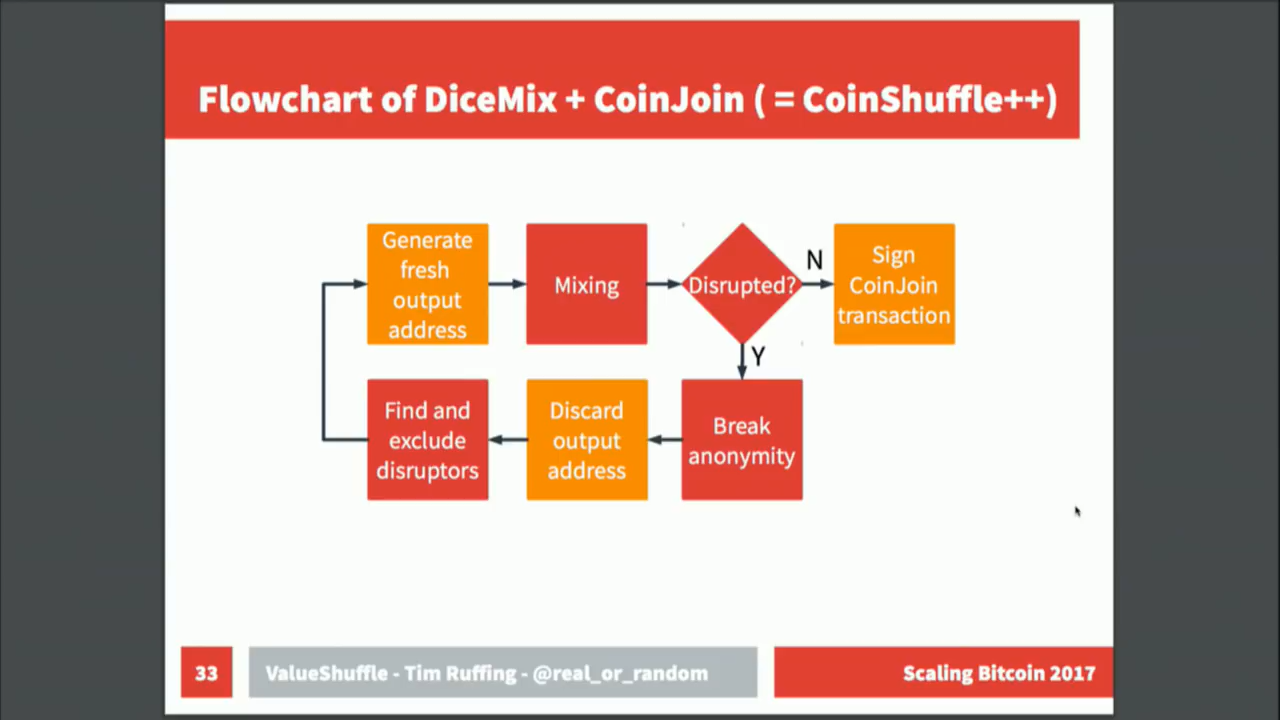 Flowchart of DiceMix + CoinJoin ( = CoinShuffle++)
Generate
fresh
output
address
Mixing
Disrupted?
N
Sign
CoinJoin
transaction
Y
Find and
exclude
disruptors
Discard
output
address
Break
anonymity
33
ValueShuffle - Tim Ruffing - @real_or_random
Scaling Bitcoin 2017